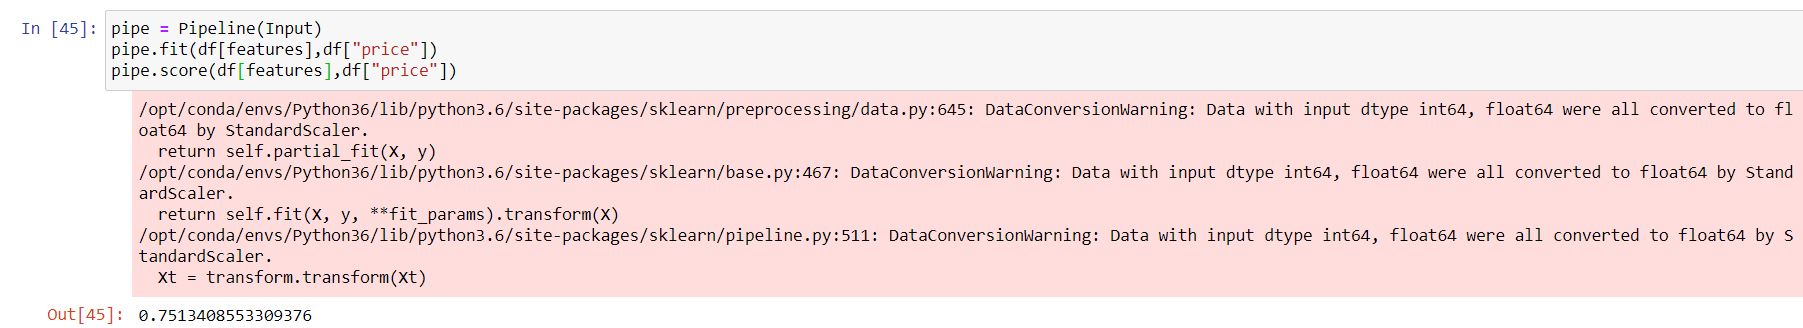 In [45]: pipe = Pipeline(Input)
pipe.fit(df[features],df["price"])
pipe.score(df[features],df["price"])
/opt/conda/envs/Python36/lib/python3.6/site-packages/sklearn/preprocessing/data.py:645: DataConversionWarning: Data with input dtype int64, float64 were all converted to fl
oat64 by StandardScaler.
  return self.partial_fit(X, y)
/opt/conda/envs/Python36/lib/python3.6/site-packages/sklearn/base.py:467: DataConversionWarning: Data with input dtype int64, float64 were all converted to float64 by Stand
ardScaler.
  return self.fit(X, y, **fit_params).transform(X)
/opt/conda/envs/Python36/lib/python3.6/site-packages/sklearn/pipeline.py:511: DataConversionWarning: Data with input dtype int64, float64 were all converted to float64 by S
tandardScaler.
  Xt = transform.transform(Xt)
Out[45]: 0.7513408553309376